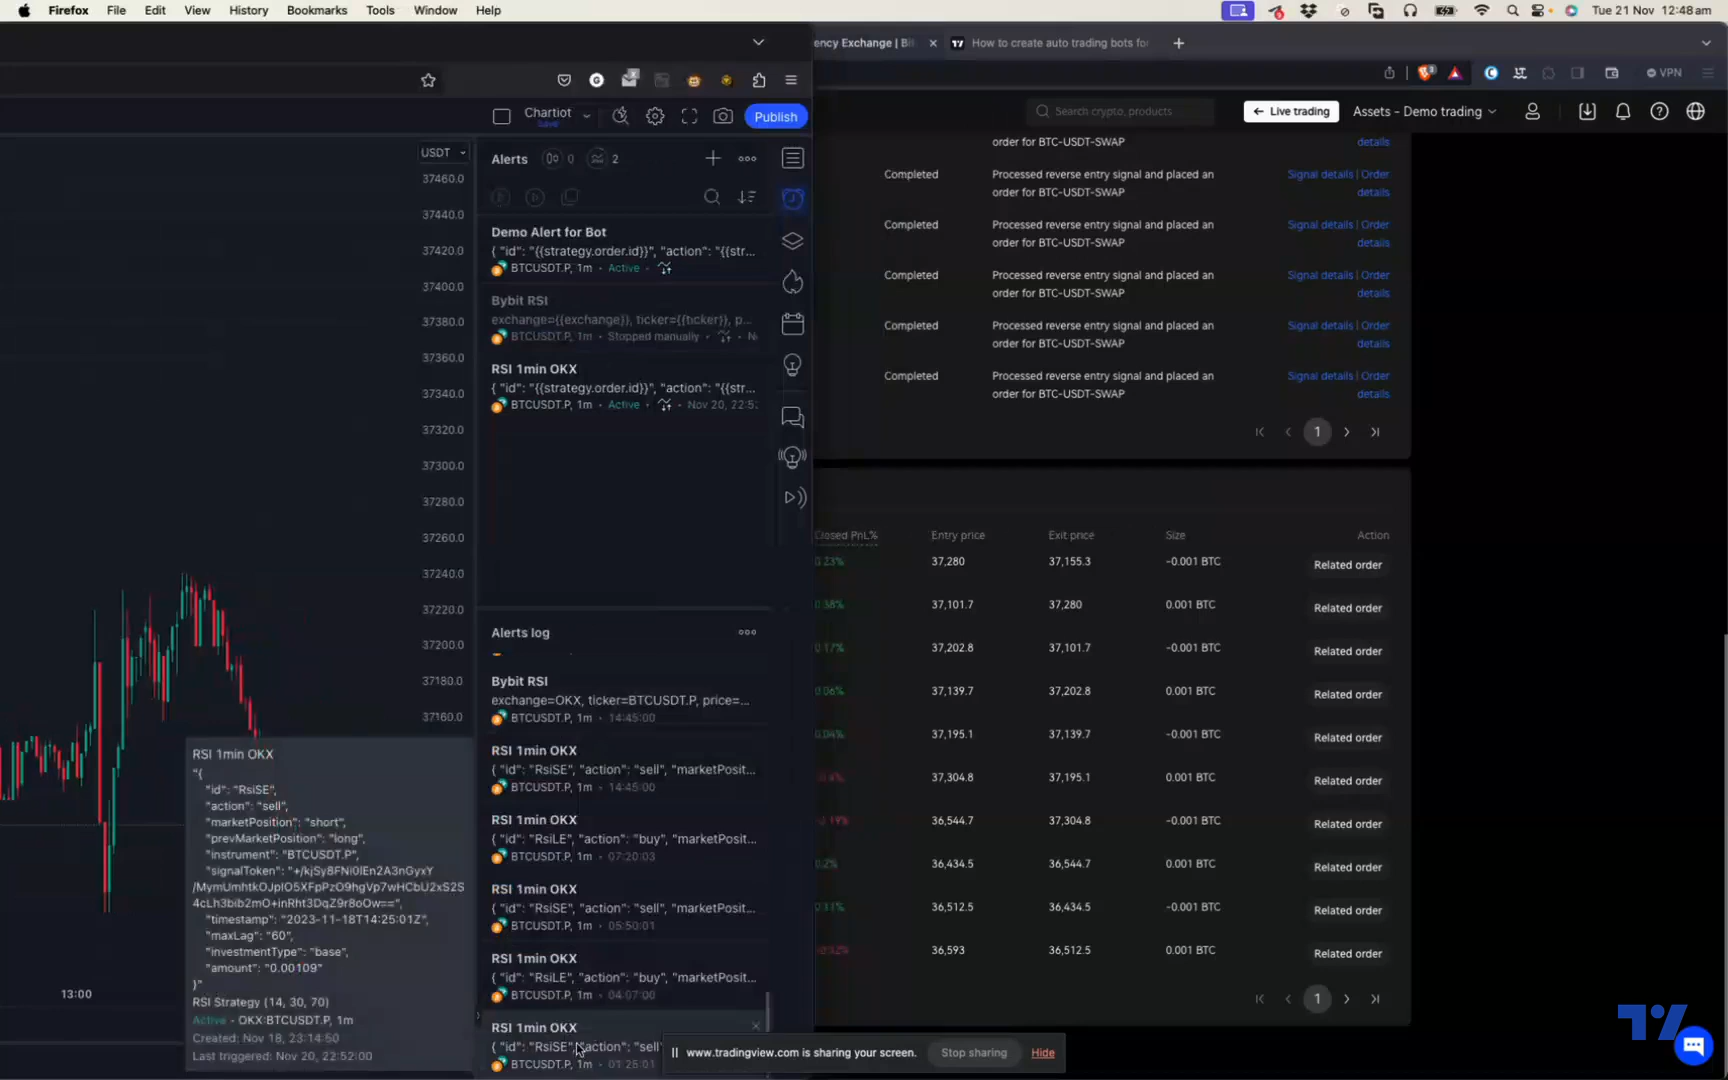 Firefox File Edit View History Bookmarks Tools Window Help
Tue 21 Nov 12:48 am
ency Exchange | Bi
How to create auto trading bots for
VPN
Chartiot
Save
Publish
Search crypto, products
Live trading
Assets - Demo trading
USDT
37460.0
37440.0
37420.0
37400.0
37380.0
37360.0
37340.0
37320.0
37300.0
37280.0
37260.0
37240.0
37220.0
37200.0
37180.0
37160.0
13:00
Alerts 0 2
Demo Alert for Bot
{ "id": "{{strategy.order.id}}", "action": "{{str...
BTCUSDT.P, 1m · Active ·
Bybit RSI
exchange={{exchange}}, ticker={{ticker}}, p...
BTCUSDT.P, 1m · Stopped manually · N
RSI 1min OKX
{ "id": "{{strategy.order.id}}", "action": "{{str...
BTCUSDT.P, 1m · Active · Nov 20, 22:5:
Alerts log
Bybit RSI
exchange=OKX, ticker=BTCUSDT.P, price=...
BTCUSDT.P, 1m · 14:45:00
RSI 1min OKX
{ "id": "RsiSE", "action": "sell", "marketPosit...
BTCUSDT.P, 1m · 14:45:00
RSI 1min OKX
{ "id": "RsiLE", "action": "buy", "marketPosit...
BTCUSDT.P, 1m · 07:20:03
RSI 1min OKX
{ "id": "RsiSE", "action": "sell", "marketPosit...
BTCUSDT.P, 1m · 05:50:01
RSI 1min OKX
{ "id": "RsiLE", "action": "buy", "marketPosit...
BTCUSDT.P, 1m · 04:07:00
RSI 1min OKX
{ "id": "RsiSE", "action": "sell
BTCUSDT.P, 1m · 01:25:01
RSI 1min OKX
"{
"id": "RsiSE",
"action": "sell",
"marketPosition": "short",
"prevMarketPosition": "long",
"instrument": "BTCUSDT.P",
"timestamp": "2023-11-18T14:25:01Z",
"maxLag": "60",
"investmentType": "base",
"amount": "0.00109"
}"
RSI Strategy (14, 30, 70)
Active - OKX:BTCUSDT.P, 1m
Created: Nov 18, 23:14:50
Last triggered: Nov 20, 22:52:00
order for BTC-USDT-SWAP details
Completed Processed reverse entry signal and placed an Signal details | Order
order for BTC-USDT-SWAP details
Completed Processed reverse entry signal and placed an Signal details | Order
order for BTC-USDT-SWAP details
Completed Processed reverse entry signal and placed an Signal details | Order
order for BTC-USDT-SWAP details
Completed Processed reverse entry signal and placed an Signal details | Order
order for BTC-USDT-SWAP details
Completed Processed reverse entry signal and placed an Signal details | Order
order for BTC-USDT-SWAP details
1
Closed PnL% Entry price Exit price Size Action
0.23% 37,280 37,155.3 -0.001 BTC Related order
37,101.7 37,280 0.001 BTC Related order
0.17% 37,202.8 37,101.7 -0.001 BTC Related order
0.06% 37,139.7 37,202.8 0.001 BTC Related order
0.04% 37,195.1 37,139.7 -0.001 BTC Related order
37,304.8 37,195.1 0.001 BTC Related order
36,544.7 37,304.8 -0.001 BTC Related order
36,434.5 36,544.7 0.001 BTC Related order
36,512.5 36,434.5 -0.001 BTC Related order
36,593 36,512.5 0.001 BTC Related order
1
www.tradingview.com is sharing your screen. Stop sharing Hide